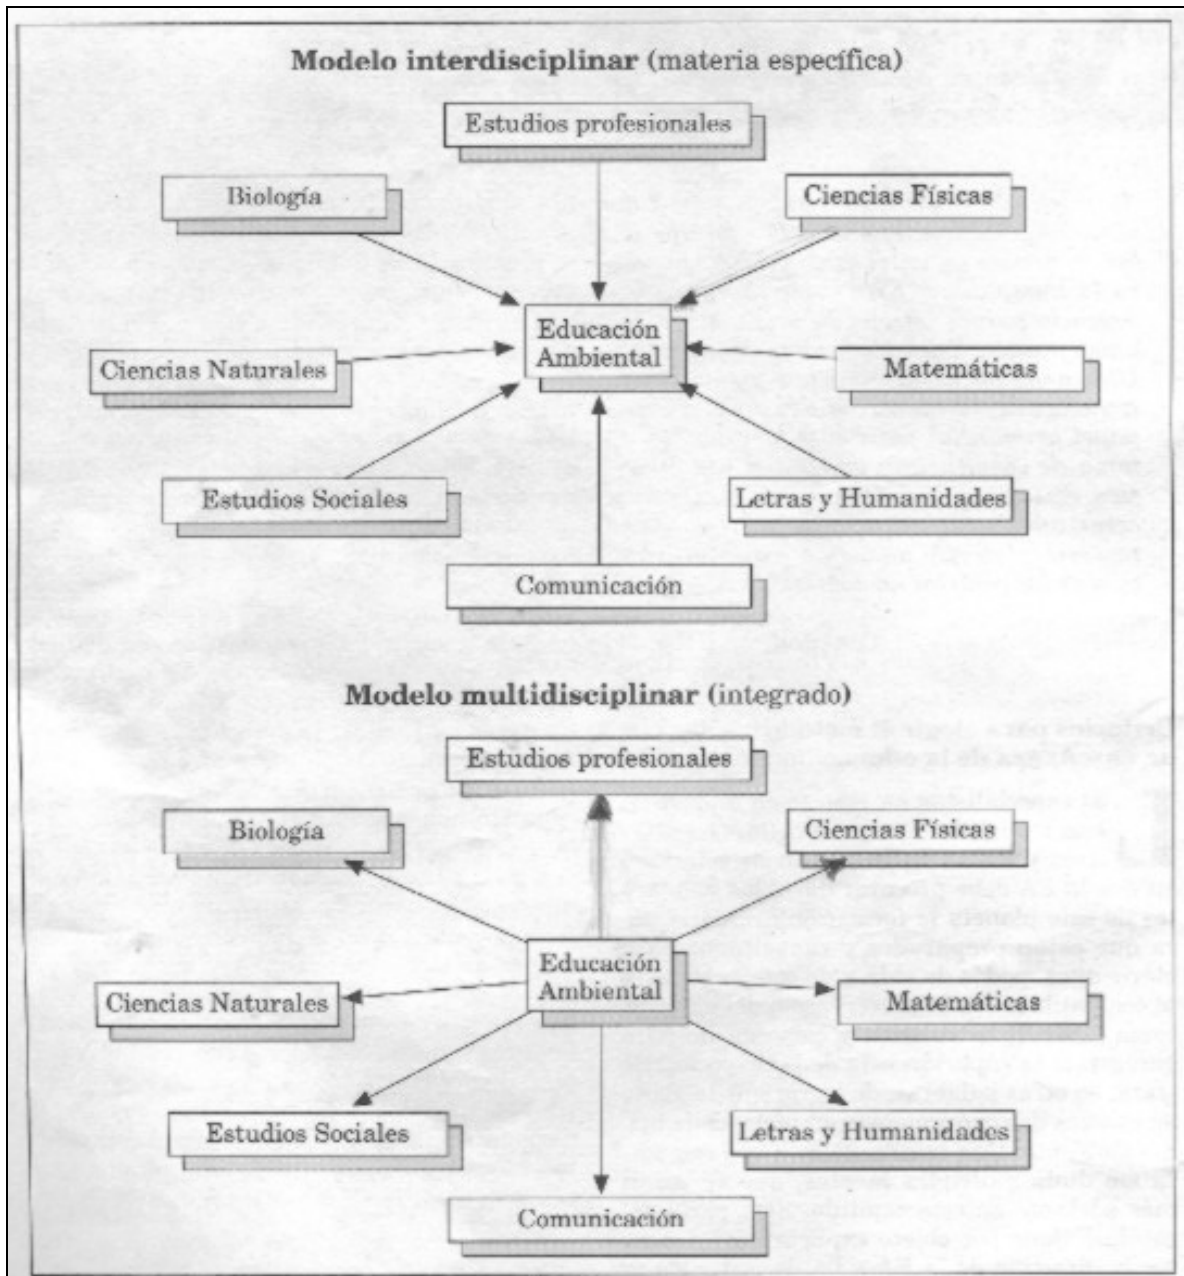 Modelo interdisciplinar (materia específica)
Estudios profesionales
Biología
Ciencias Físicas
Educación
Ambiental
Ciencias Naturales
Matemáticas
Estudios Sociales
Letras y Humanidades
Comunicación
Modelo multidisciplinar (integrado)
Estudios profesionales
Biología
Ciencias Físicas
Educación
Ambiental
Ciencias Naturales
Matemáticas
Estudios Sociales
Letras y Humanidades
Comunicación